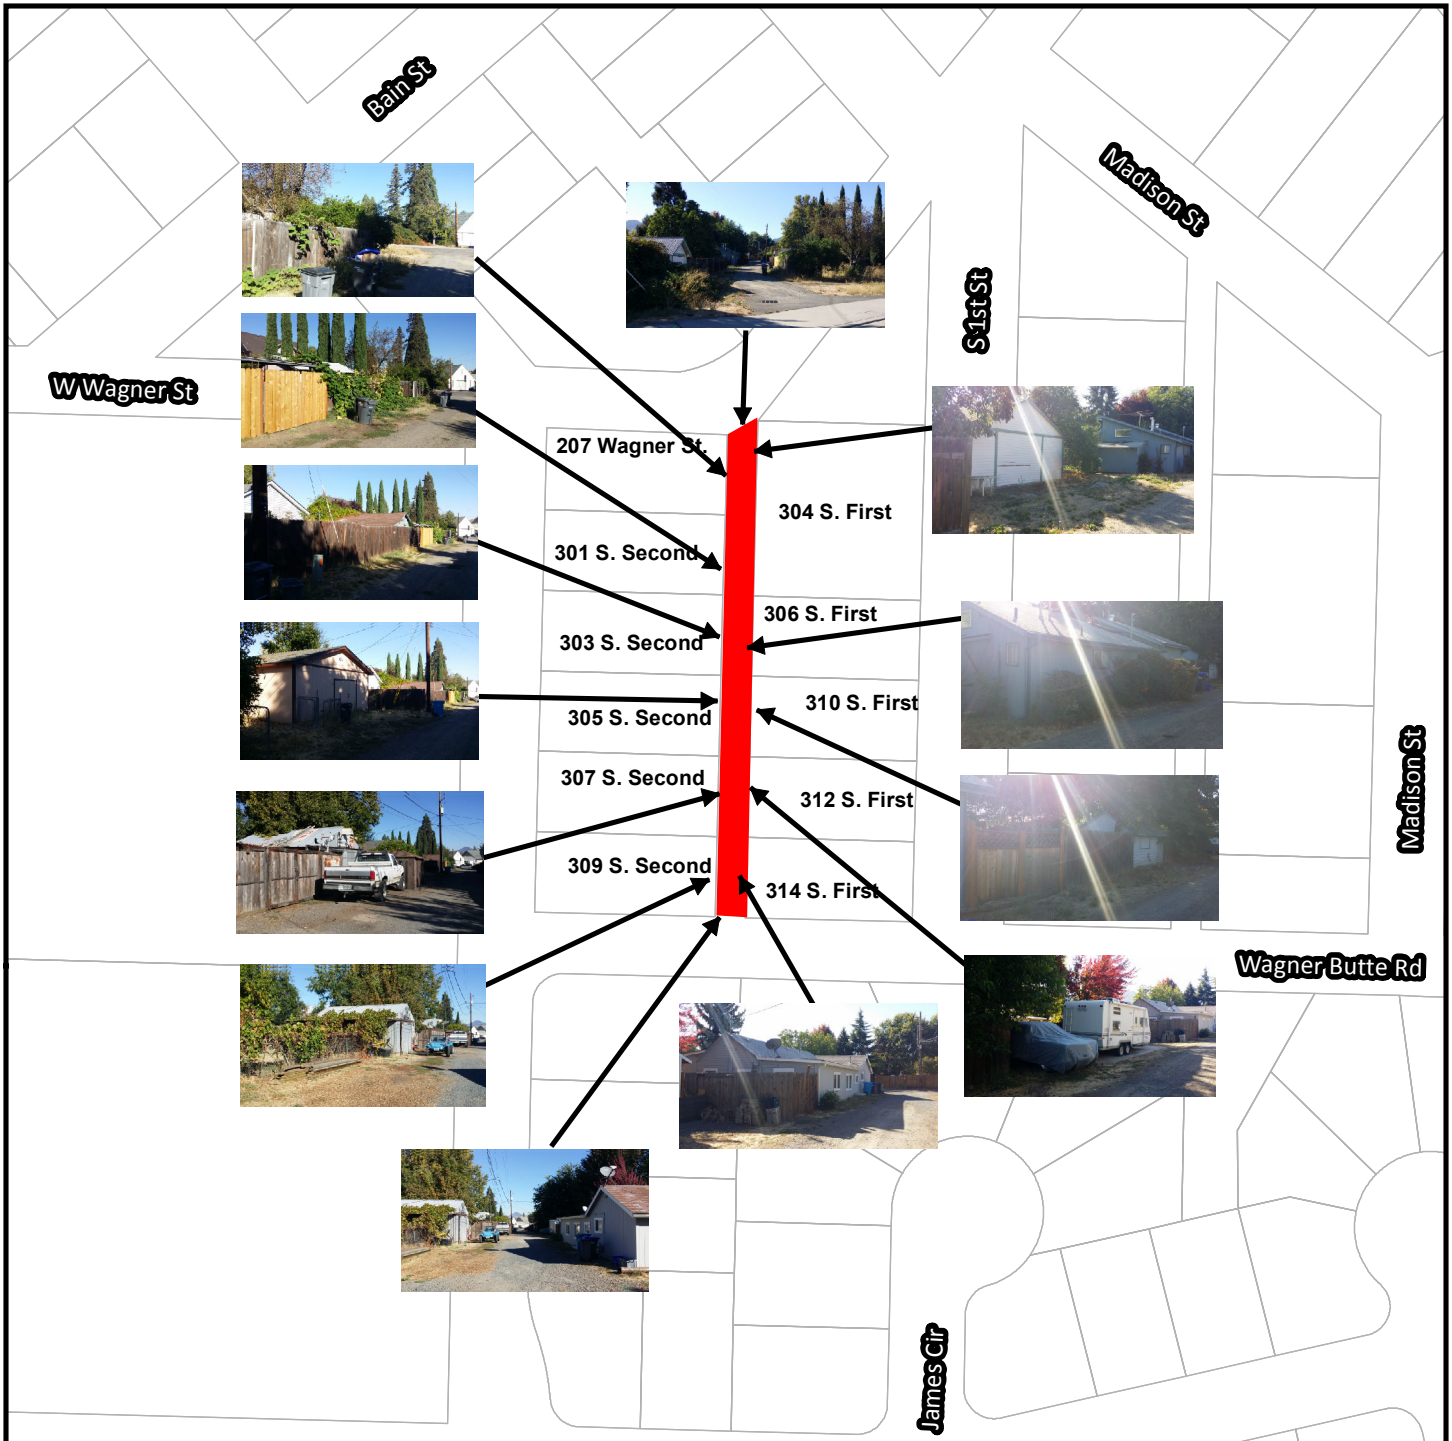 Bain St
Madison St
S 1st St
W Wagner St
207 Wagner St.
304 S. First
301 S. Second
306 S. First
303 S. Second
310 S. First
305 S. Second
307 S. Second
312 S. First
309 S. Second
314 S. First
Madison St
Wagner Butte Rd
James Cir